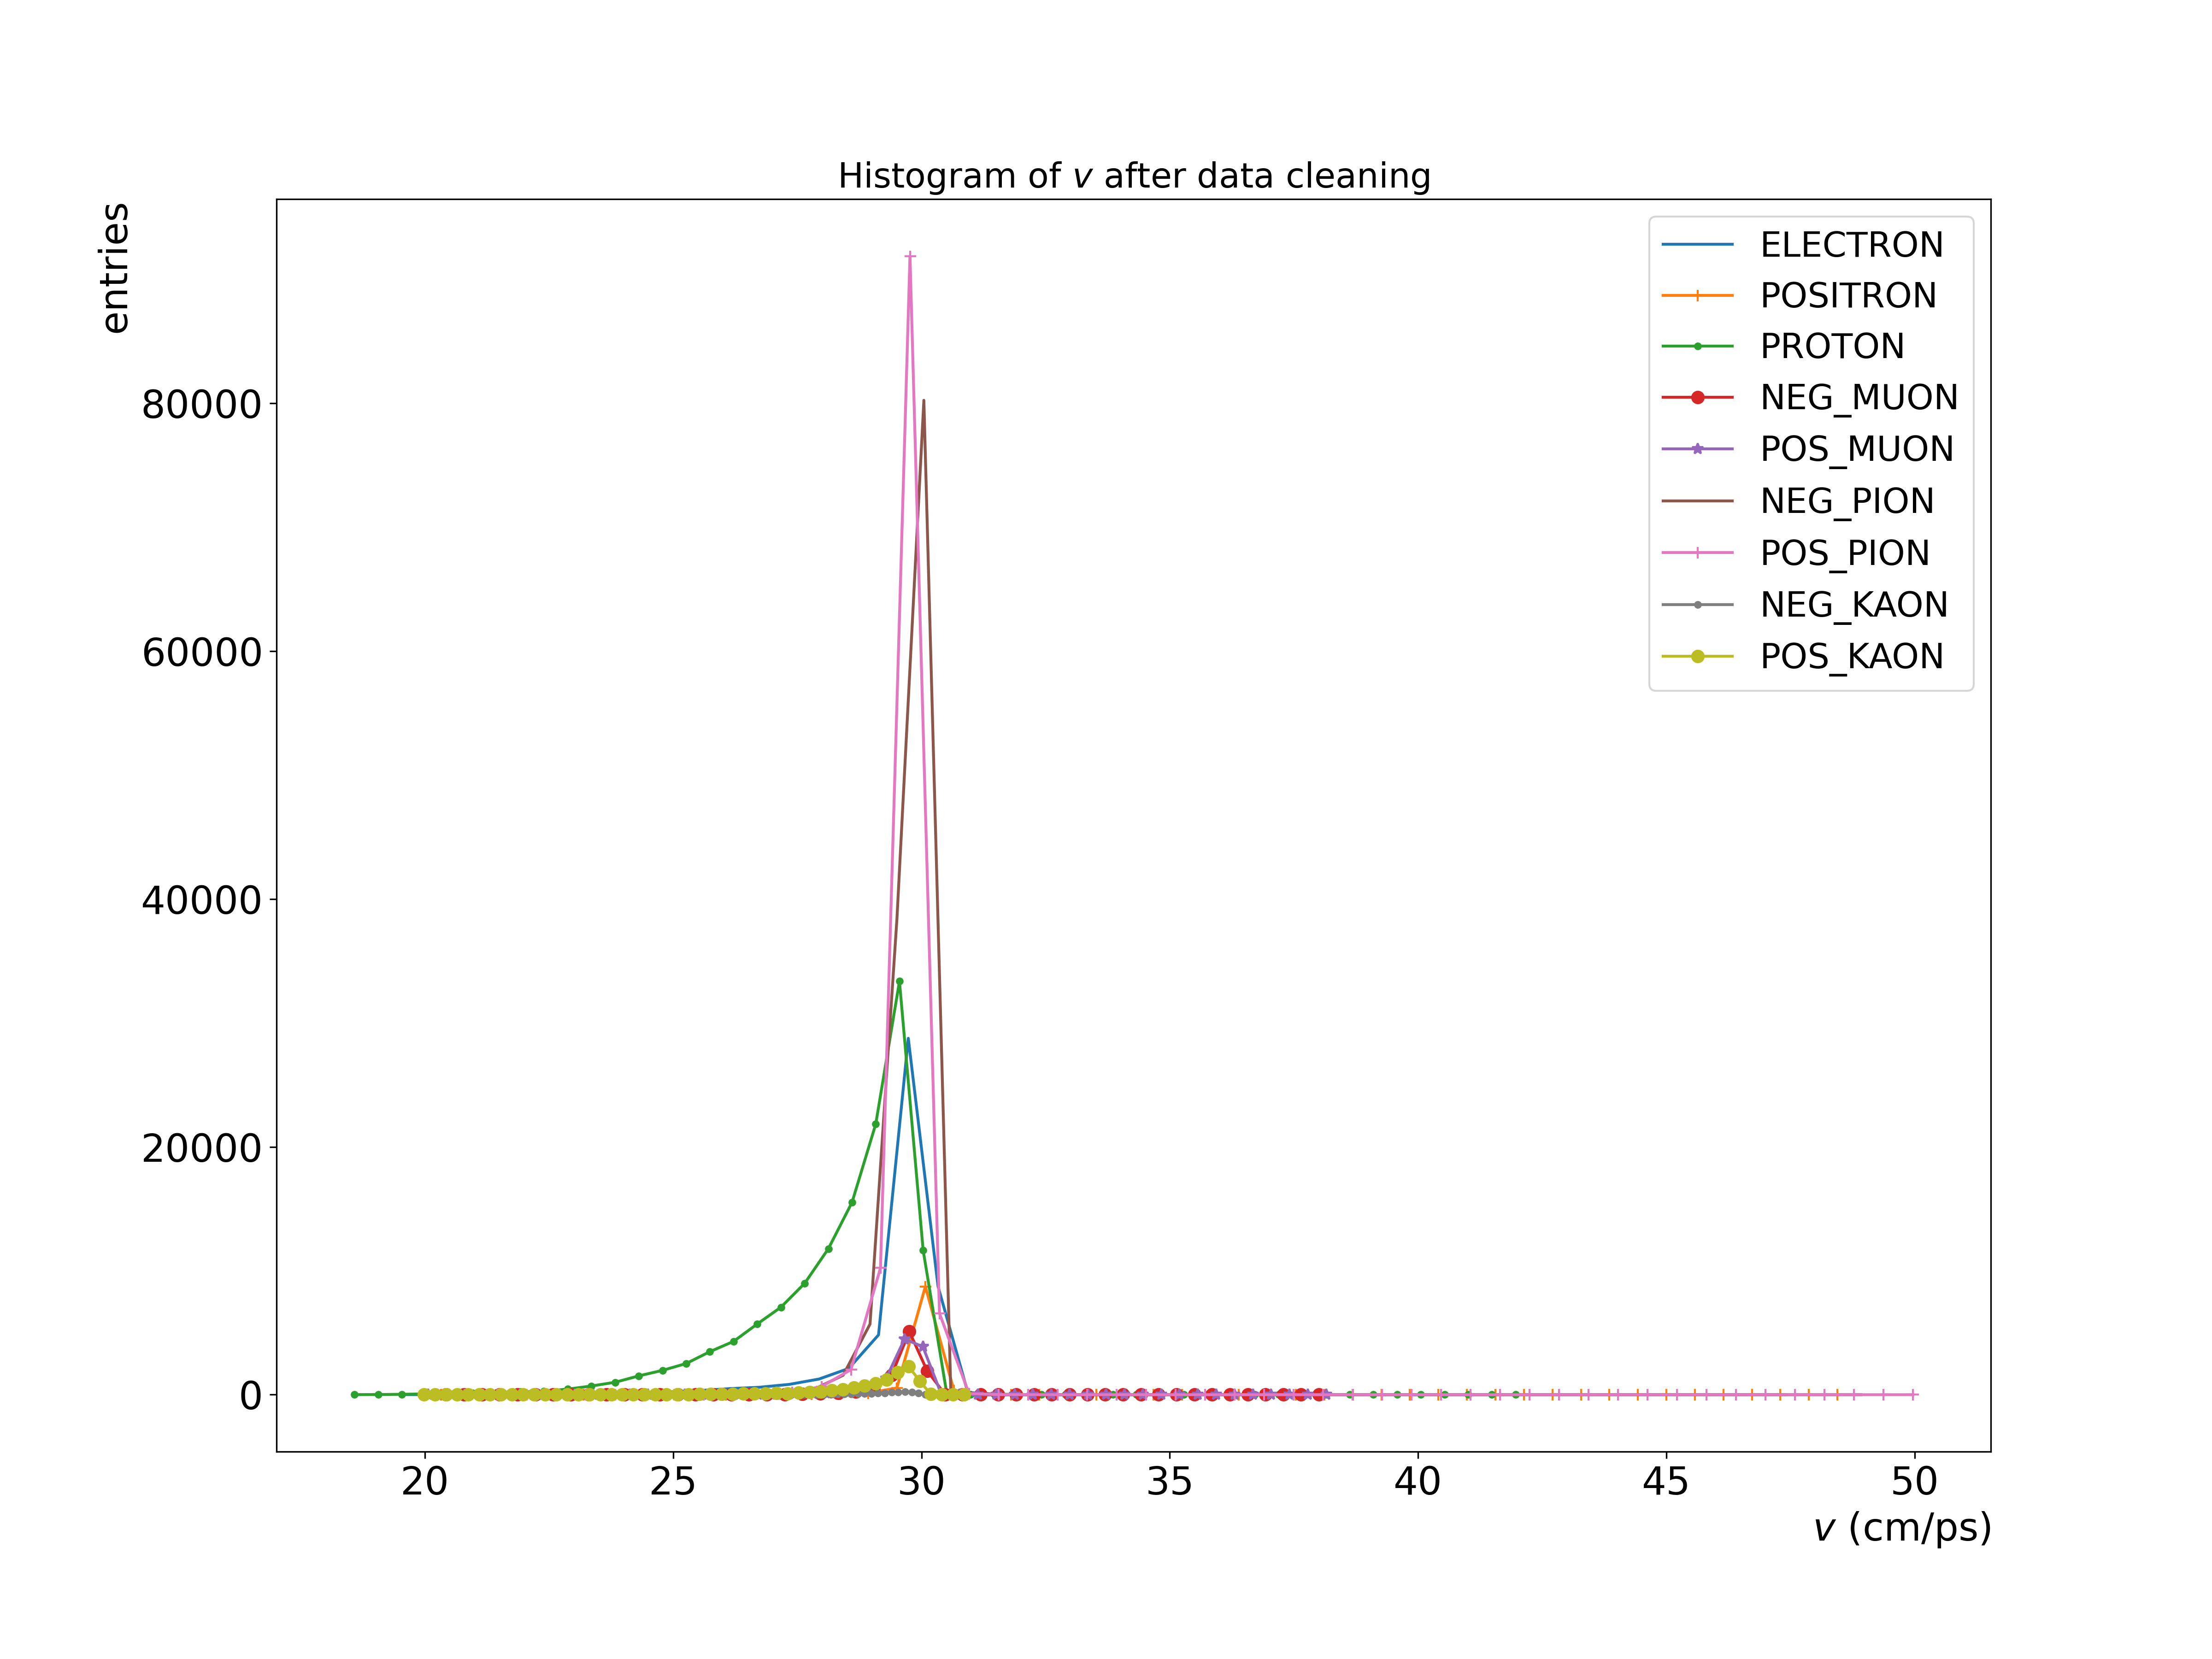 Histogram of v after data cleaning
entries
80000
60000
40000
20000
0
20 25 30 35 40 45 50
v (cm/ps)
ELECTRON
POSITRON
PROTON
NEG_MUON
POS_MUON
NEG_PION
POS_PION
NEG_KAON
POS_KAON